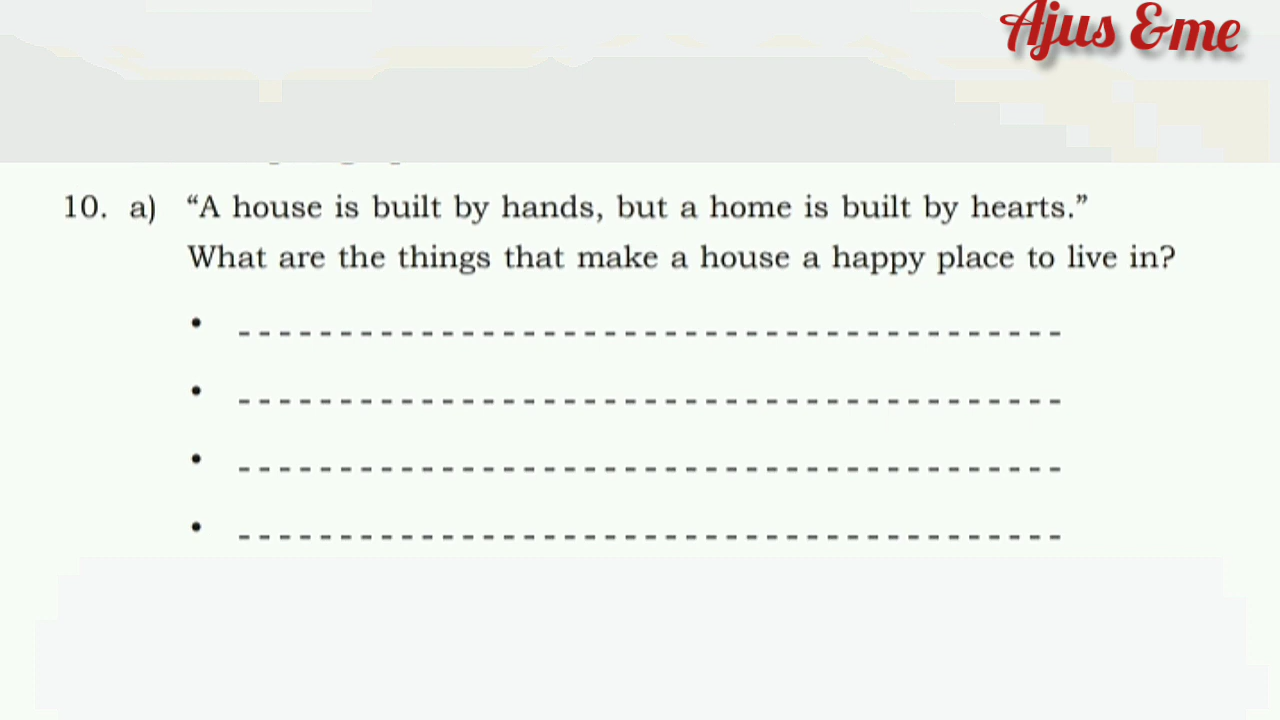 Ajus &me
10. a) “A house is built by hands, but a home is built by hearts.”
What are the things that make a house a happy place to live in?
•
•
•
•